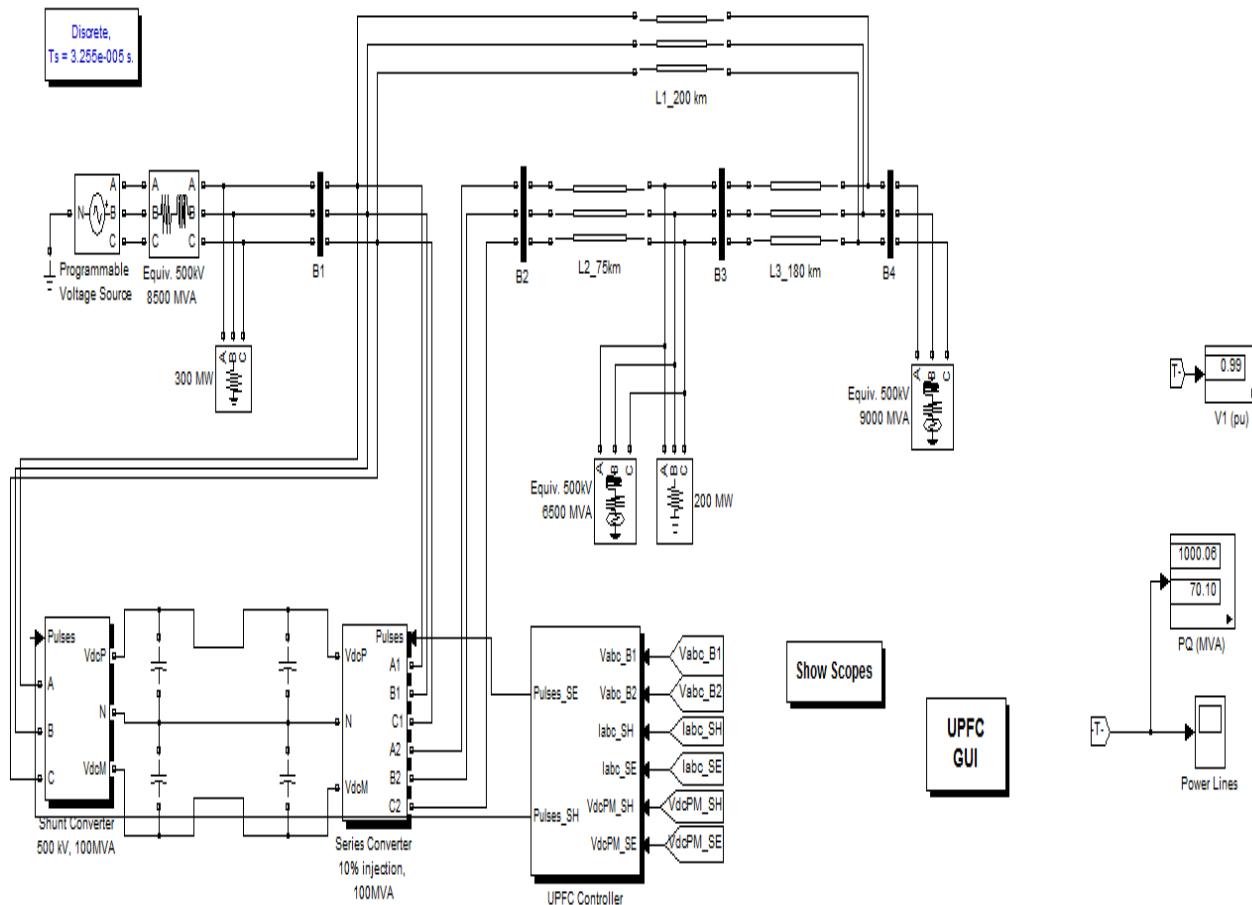 Discrete,
Ts = 3.255e-005 s.
L1_200 km
N
A
B
C
A
B
C
A
B
C
Programmable
Voltage Source
Equiv. 500kV
8500 MVA
B1
B2
L2_75km
B3
L3_180 km
B4
A
B
C
300 MW
A
B
C
Equiv. 500kV
6500 MVA
A
B
C
200 MW
A
B
C
Equiv. 500kV
9000 MVA
T-
0.99
V1 (pu)
1000.06
70.10
PQ (MVA)
-T-
Power Lines
Pulses
A
B
C
VdcP
N
VdcM
Shunt Converter
500 kV, 100MVA
VdcP
N
VdcM
Pulses
A1
B1
C1
A2
B2
C2
Series Converter
10% injection,
100MVA
Pulses_SE
Pulses_SH
Vabc_B1
Vabc_B2
Iabc_SH
Iabc_SE
VdcPM_SH
VdcPM_SE
UPFC Controller
Vabc_B1
Vabc_B2
Iabc_SH
Iabc_SE
VdcPM_SH
VdcPM_SE
Show Scopes
UPFC
GUI